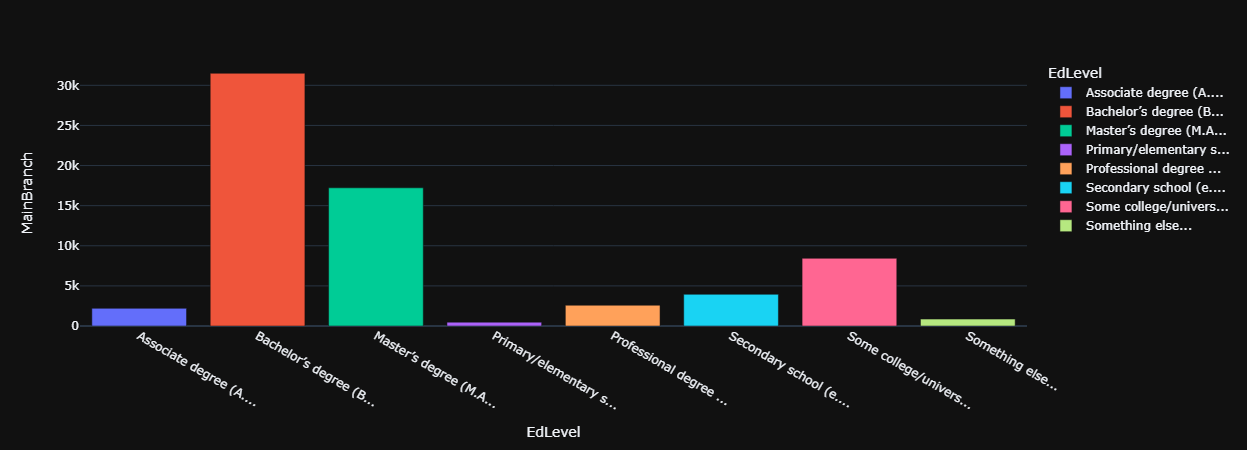 30k
25k
20k
15k
10k
5k
0
MainBranch
Associate degree (A....
Bachelor’s degree (B...
Master’s degree (M.A...
Primary/elementary s...
Professional degree ...
Secondary school (e....
Some college/univers...
Something else...
EdLevel
EdLevel
Associate degree (A....
Bachelor’s degree (B...
Master’s degree (M.A...
Primary/elementary s...
Professional degree ...
Secondary school (e....
Some college/univers...
Something else...